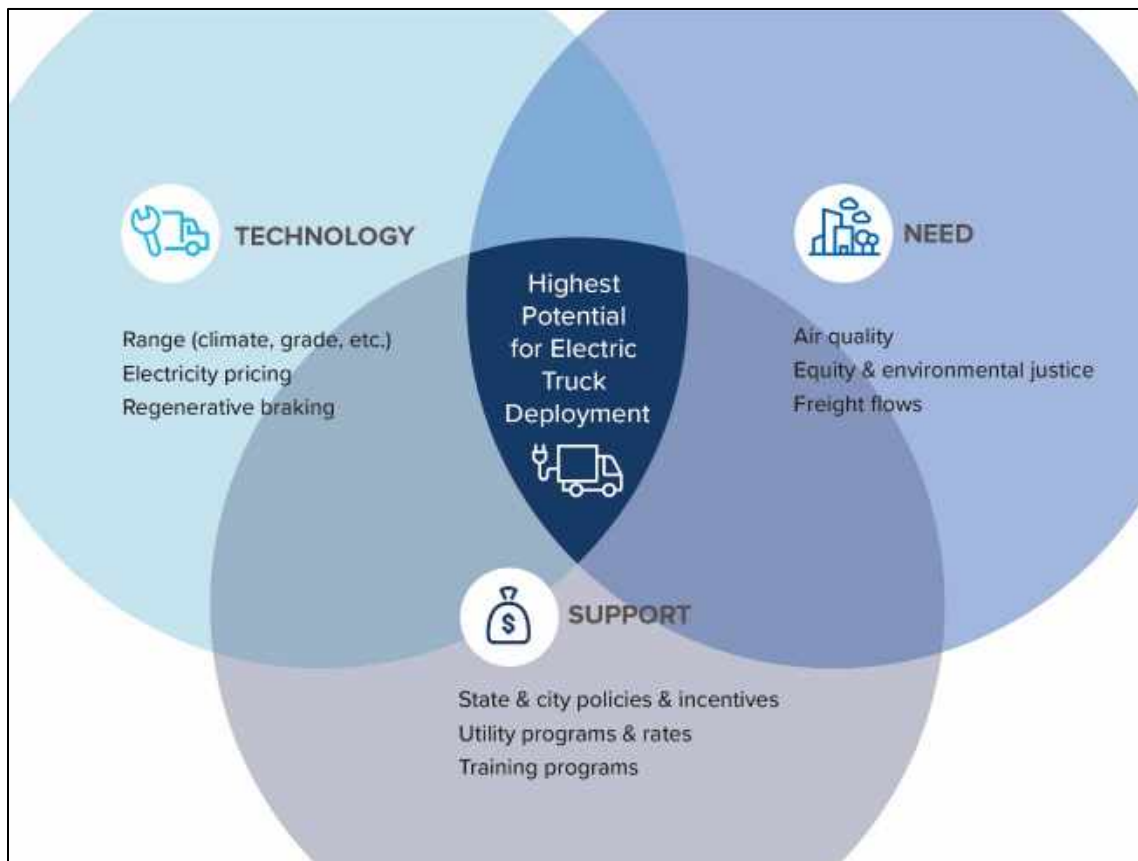 TECHNOLOGY
Range (climate, grade, etc.)
Electricity pricing
Regenerative braking
Highest
Potential
for Electric
Truck
Deployment
NEED
Air quality
Equity & environmental justice
Freight flows
$
SUPPORT
State & city policies & incentives
Utility programs & rates
Training programs